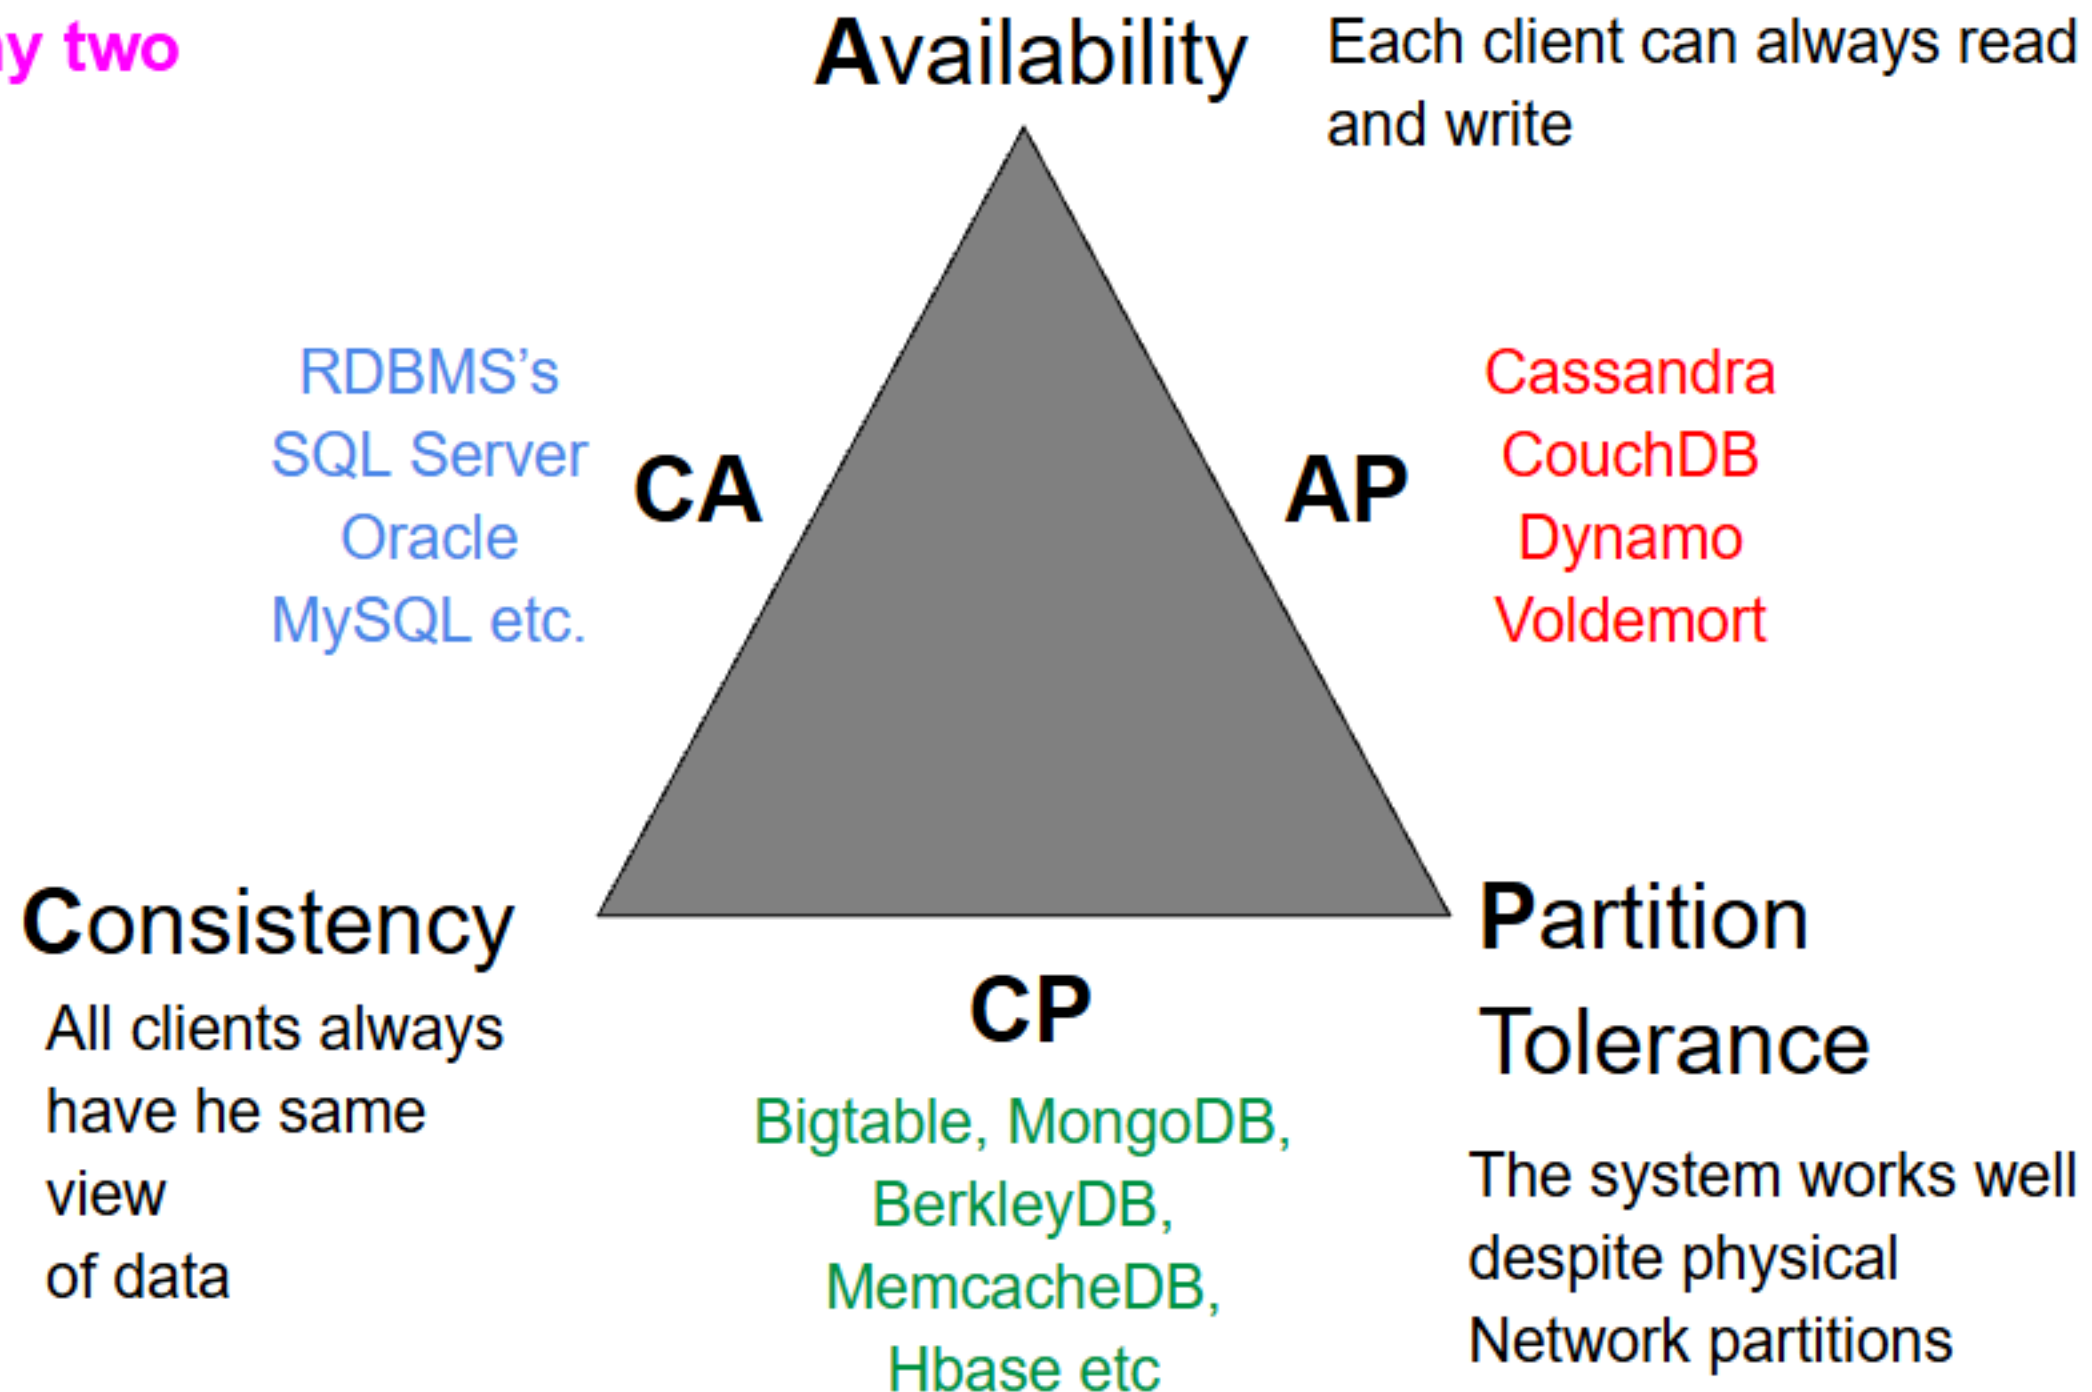 y two
Availability
Each client can always read
and write
RDBMS’s
SQL Server
Oracle
MySQL etc.
CA
AP
Cassandra
CouchDB
Dynamo
Voldemort
Consistency
All clients always
have he same
view
of data
CP
Bigtable, MongoDB,
BerkleyDB,
MemcacheDB,
Hbase etc
Partition
Tolerance
The system works well
despite physical
Network partitions